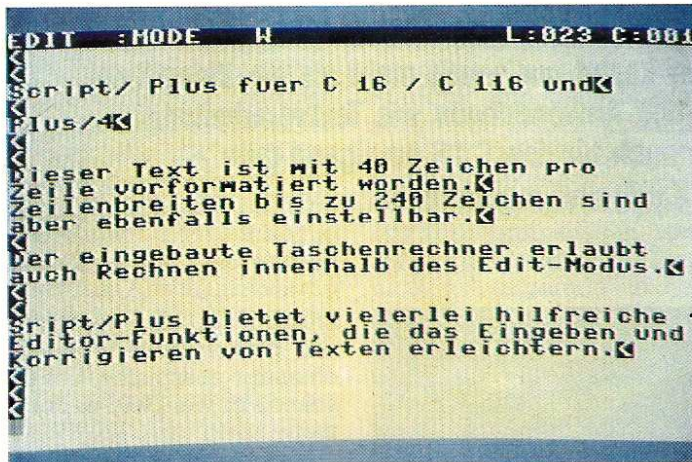 EDIT :MODE W L:023 C:001
Script/ Plus fuer C 16 / C 116 und
Plus/4
Dieser Text ist mit 40 Zeichen pro
Zeile vorformatiert worden.
Zeilenbreiten bis zu 240 Zeichen sind
aber ebenfalls einstellbar.
Der eingebaute Taschenrechner erlaubt
auch Rechnen innerhalb des Edit-Modus.
Sript/Plus bietet vielerlei hilfreiche
Editor-Funktionen, die das Eingeben und
Korrigieren von Texten erleichtern.